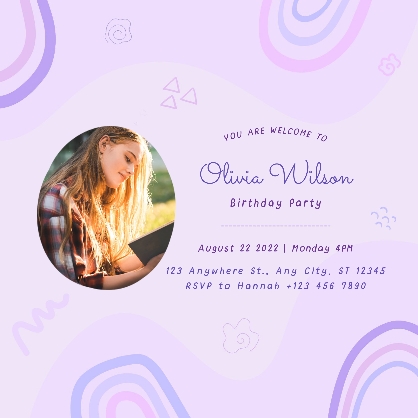 YOU ARE WELCOME TO
Olivia Wilson
Birthday Party
August 22 2022 | Monday 4PM
123 Anywhere St., Any City, ST 12345
RSVP to Hannah +123 456 7890